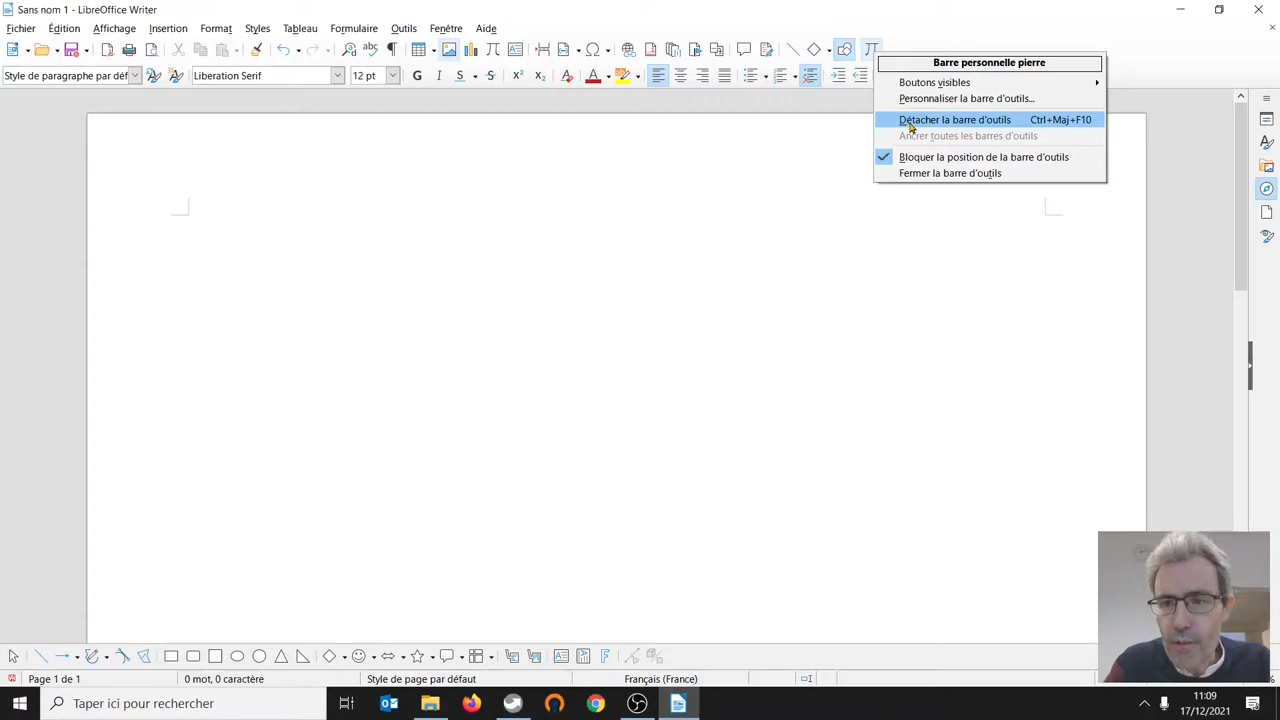 Sans nom 1 - LibreOffice Writer
Fichier Édition Affichage Insertion Format Styles Tableau Formulaire Outils Fenêtre Aide
Style de paragraphe par déf Liberation Serif 12 pt G I S S
Barre personnelle pierre
Boutons visibles
Personnaliser la barre d'outils...
Détacher la barre d'outils Ctrl+Maj+F10
Ancrer toutes les barres d'outils
Bloquer la position de la barre d'outils
Fermer la barre d'outils
Page 1 de 1 0 mot, 0 caractère Style de page par défaut Français (France) %
Taper ici pour rechercher
11:09
17/12/2021